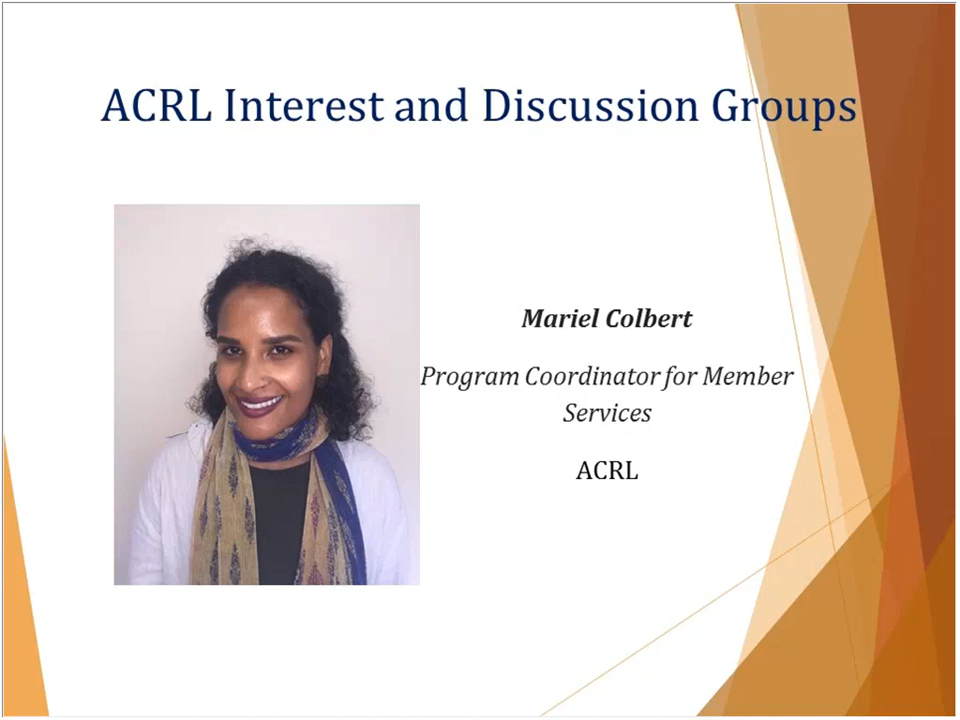 ACRL Interest and Discussion Groups
Mariel Colbert
Program Coordinator for Member
Services
ACRL